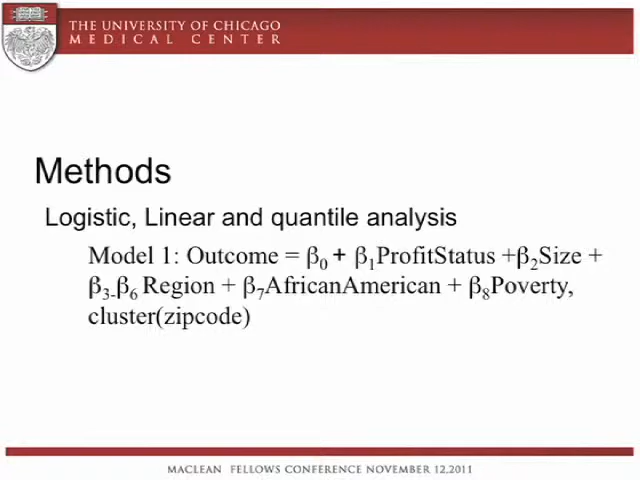 THE UNIVERSITY OF CHICAGO
MEDICAL CENTER
Methods
Logistic, Linear and quantile analysis
Model 1: Outcome = β0 + β1ProfitStatus +β2Size +
β3-β6 Region + β7AfricanAmerican + β8Poverty,
cluster(zipcode)
MACLEAN FELLOWS CONFERENCE NOVEMBER 12,2011